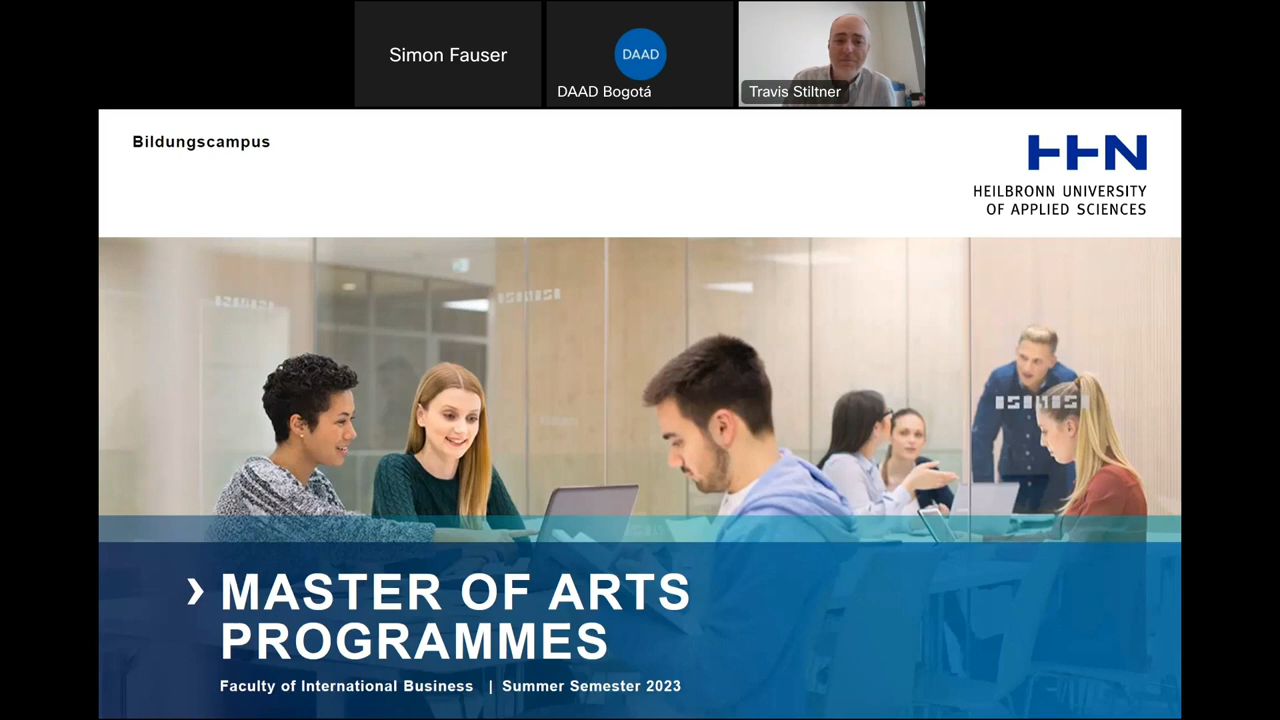 Simon Fauser
DAAD
DAAD Bogotá
Travis Stiltner
Bildungscampus
HHN
HEILBRONN UNIVERSITY
OF APPLIED SCIENCES
› MASTER OF ARTS
PROGRAMMES
Faculty of International Business | Summer Semester 2023